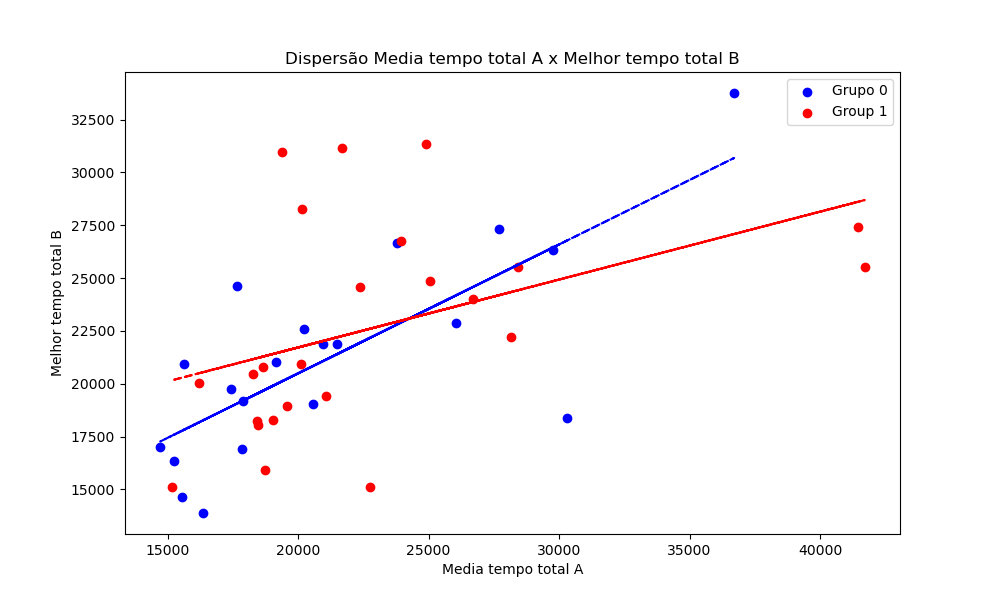 Dispersão Media tempo total A x Melhor tempo total B
Grupo 0
Group 1
Melhor tempo total B
32500
30000
27500
25000
22500
20000
17500
15000
15000 20000 25000 30000 35000 40000
Media tempo total A